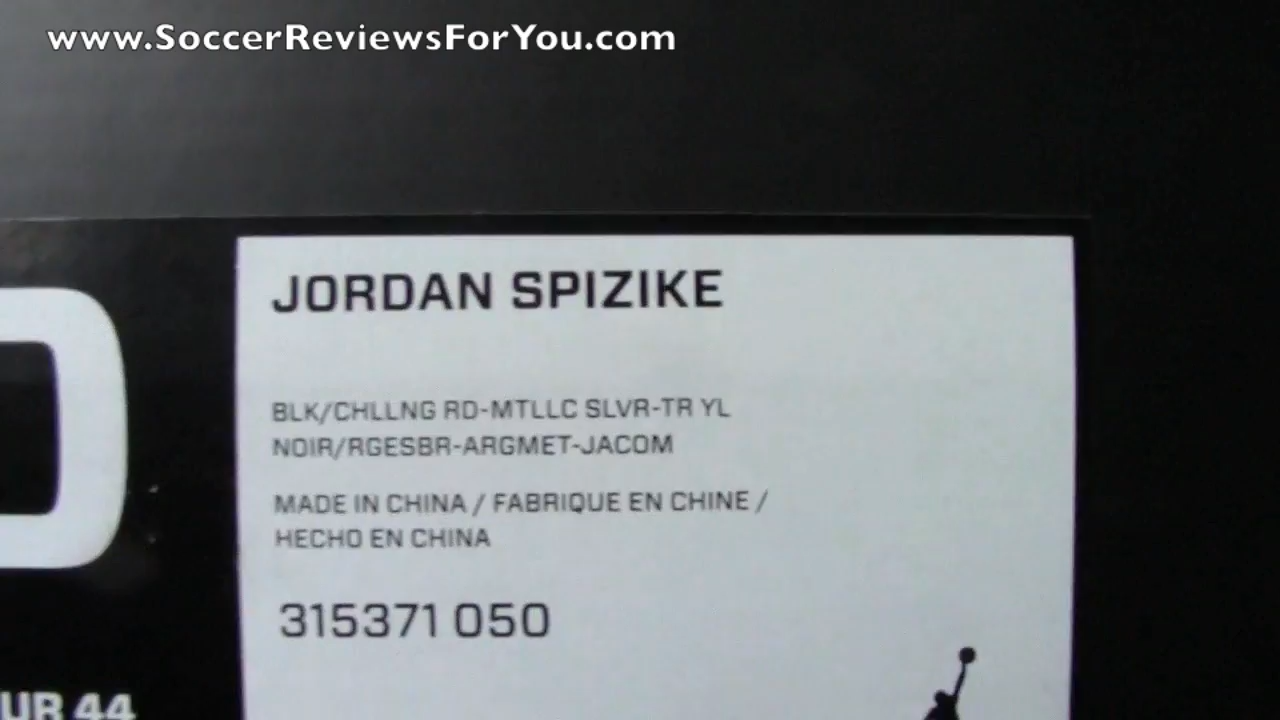 www.SoccerReviewsForYou.com
JORDAN SPIZIKE
BLK/CHLLNG RD-MTLLC SLVR-TR YL
NOIR/RGESBR-ARGMET-JACOM
MADE IN CHINA / FABRIQUE EN CHINE /
HECHO EN CHINA
315371 050
44